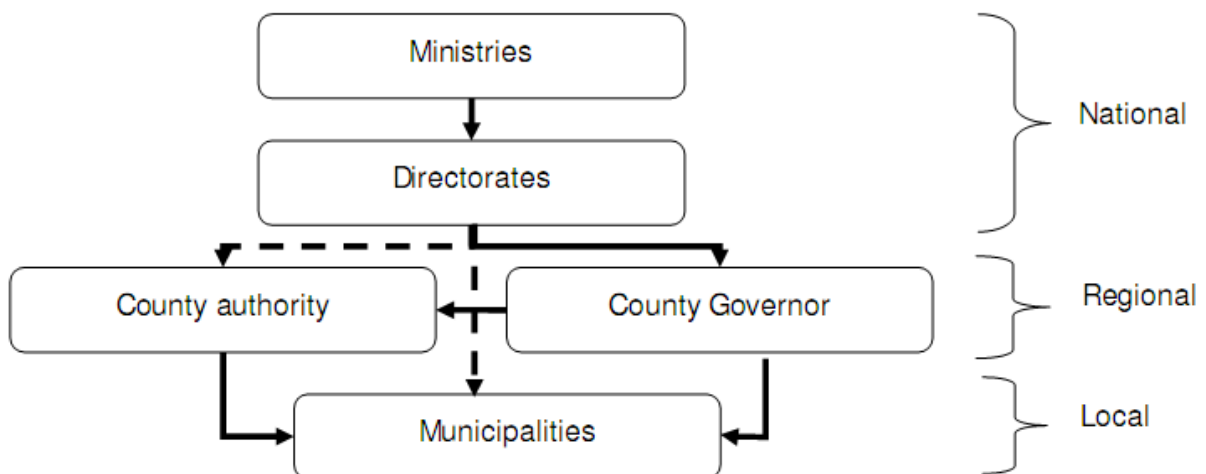 Ministries
National
Directorates
County authority
County Governor
Regional
Municipalities
Local